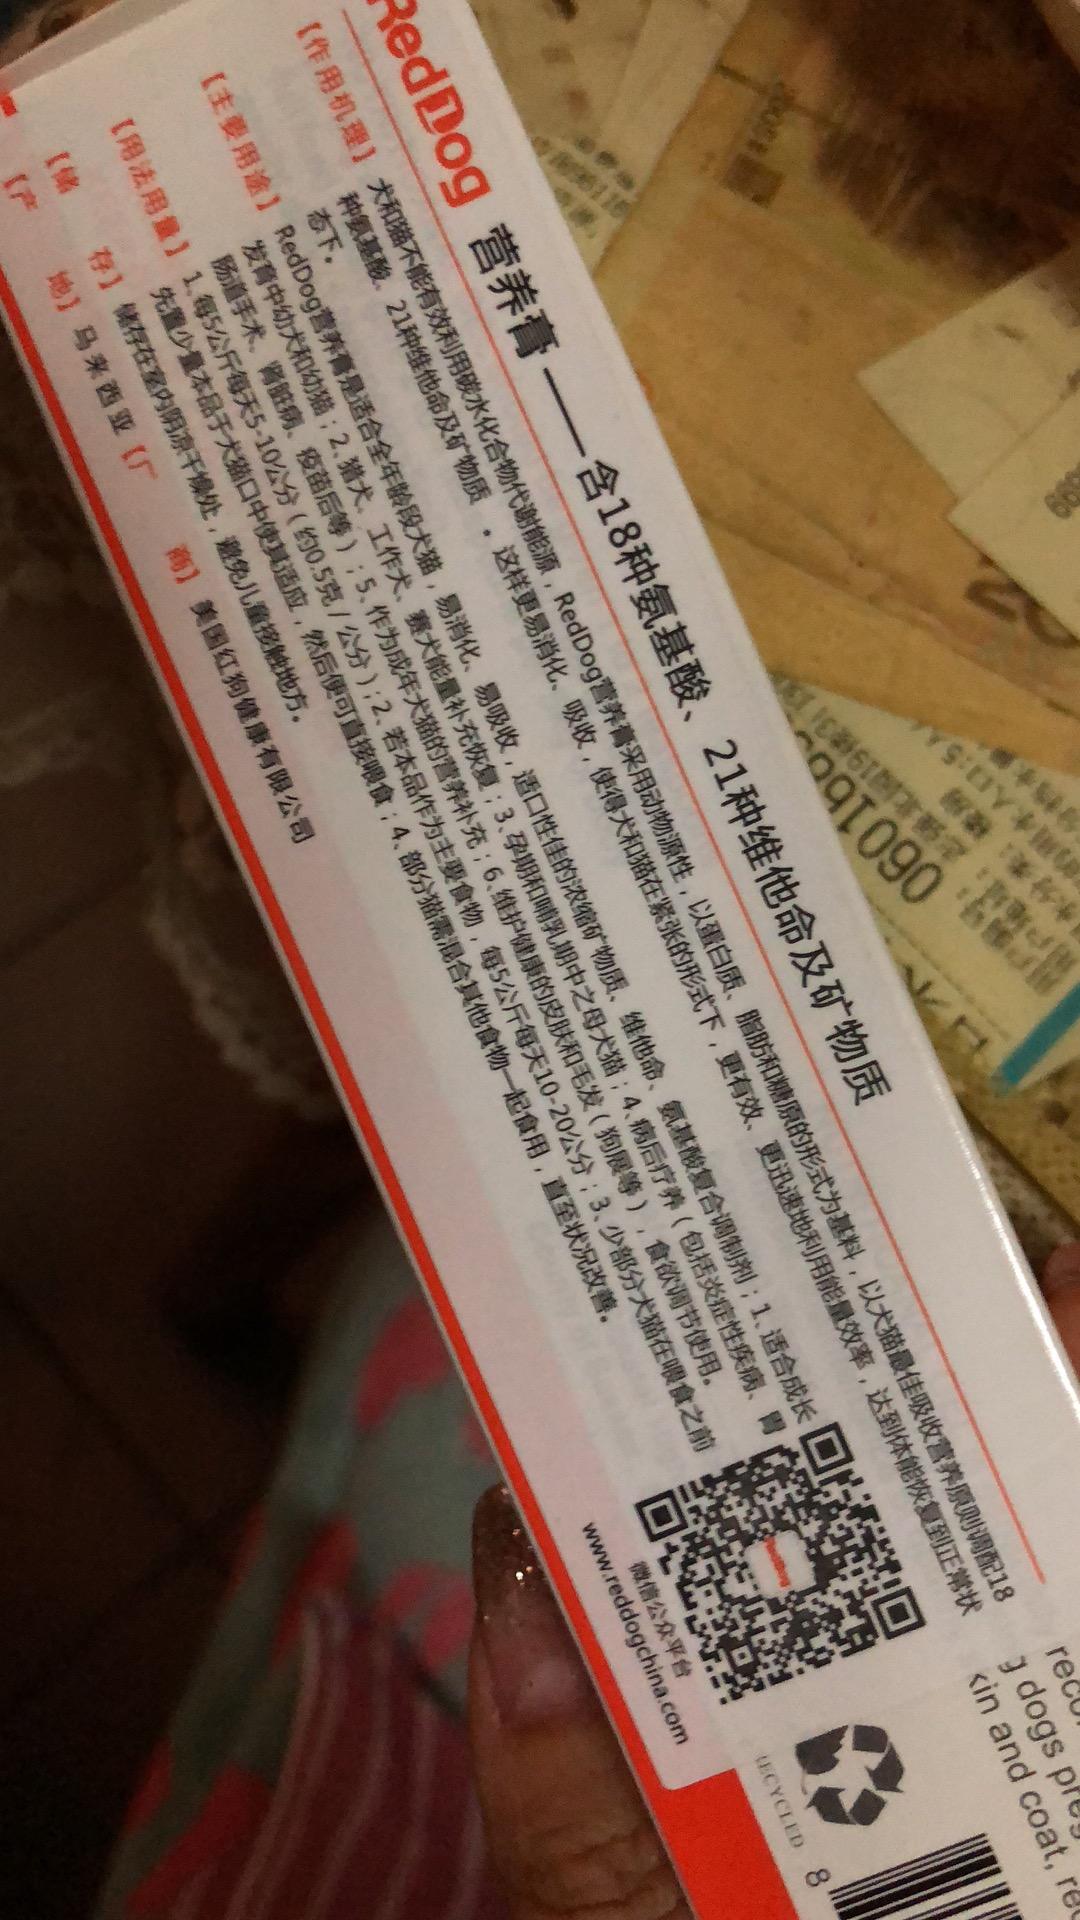 RedDog 营养膏——含18种氨基酸、21种维他命及矿物质
【作用机理】 犬和猫不能有效利用碳水化合物代谢能源，RedDog营养膏采用动物源性，以蛋白质、脂肪和糖原的形式为基料，以犬猫最佳吸收营养原则调配18
种氨基酸、21种维他命及矿物质 。这样更易消化、吸收，使得犬和猫在紧张的形式下，更有效、更迅速地利用能量效率，达到体能恢复到正常状
态下。
【主要用途】 RedDog营养膏是适合全年龄段犬猫，易消化、易吸收，适口性佳的浓缩矿物质、维他命、氨基酸复合调制剂；1、适合成长
发育中幼犬和幼猫；2、猎犬、工作犬、赛犬能量补充恢复；3、孕期和哺乳期中之母犬猫；4、病后疗养（包括炎症性疾病、胃
肠道手术、肾脏病、疫苗后等）；5、作为成年犬猫的营养补充；6、维护健康的皮肤和毛发（狗展等），食欲调节使用。
【用法用量】 1、每5公斤每天5-10公分（约0.5克/公分）；2、若本品作为主要食物，每5公斤每天10-20公分；3、少部分犬猫在喂食之前
先量少量本品于犬猫口中使其适应，然后便可直接喂食；4、部分猫需混合其他食物一起食用，直至状况改善。
【储 存】 储存在室内阴凉干燥处，避免儿童接触地方。
【产 地】 马来西亚 【厂 商】 美国红狗健康有限公司
微信公众平台
www.reddogchina.com
RECYCLED
8
g dogs
kin and coat,
060